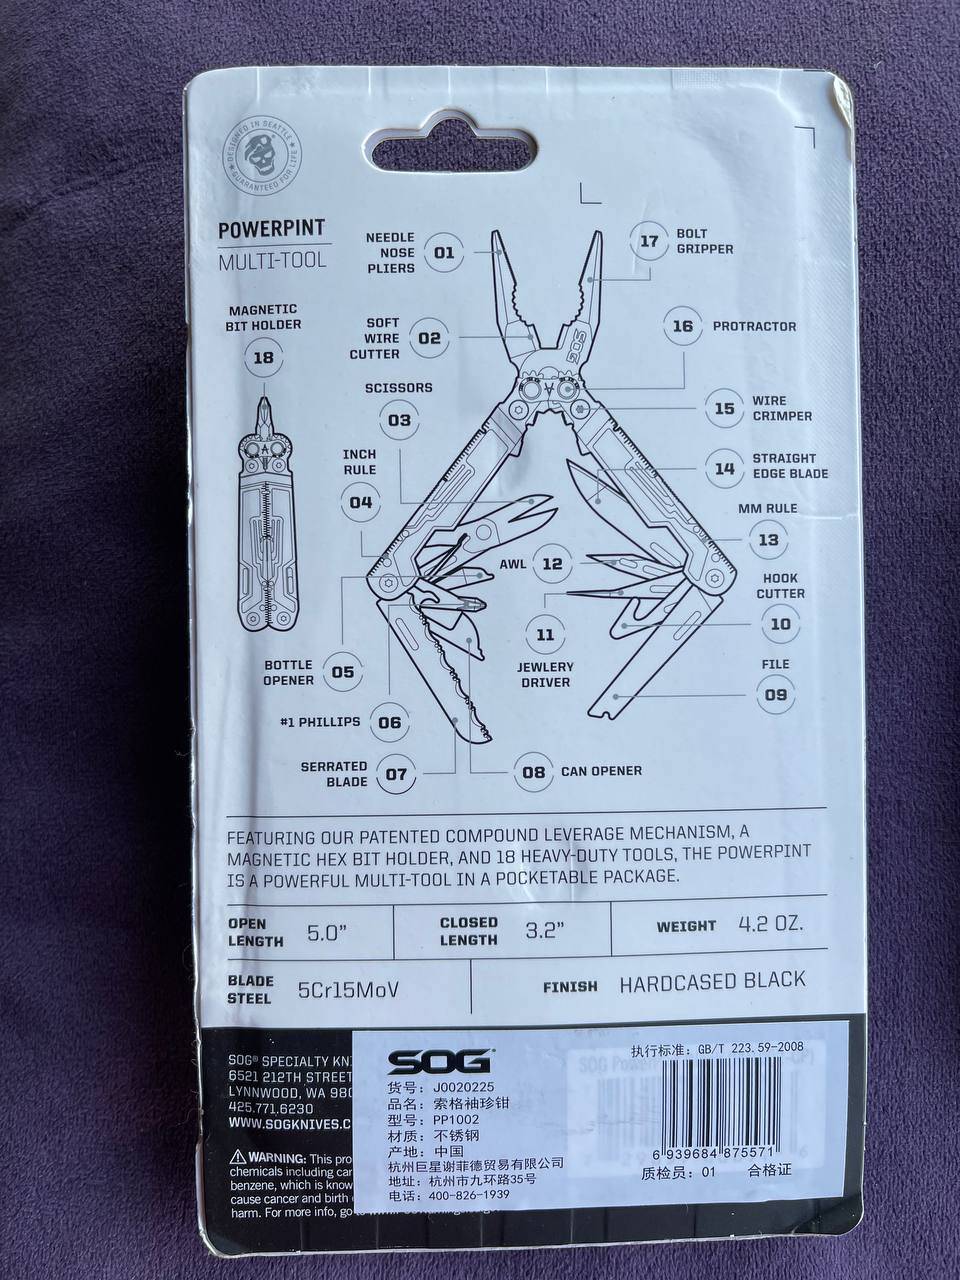 DESIGNED IN SEATTLE
GUARANTEED FOR LIFE
POWERPINT
MULTI-TOOL
MAGNETIC
BIT HOLDER
18
NEEDLE
NOSE
PLIERS
01
SOFT
WIRE
CUTTER
02
SCISSORS
03
INCH
RULE
04
BOTTLE
OPENER
05
#1 PHILLIPS
06
SERRATED
BLADE
07
08
CAN OPENER
FILE
09
HOOK
CUTTER
10
11
JEWLERY
DRIVER
AWL
12
MM RULE
13
14
STRAIGHT
EDGE BLADE
15
WIRE
CRIMPER
16
PROTRACTOR
17
BOLT
GRIPPER
SOG
FEATURING OUR PATENTED COMPOUND LEVERAGE MECHANISM, A
MAGNETIC HEX BIT HOLDER, AND 18 HEAVY-DUTY TOOLS, THE POWERPINT
IS A POWERFUL MULTI-TOOL IN A POCKETABLE PACKAGE.
OPEN
LENGTH
5.0"
CLOSED
LENGTH
3.2"
WEIGHT
4.2 OZ.
BLADE
STEEL
5Cr15MoV
FINISH
HARDCASED BLACK
SOG® SPECIALTY
6521 212TH STREET
LYNNWOOD, WA
425.771.6230
WWW.SOGKNIVES.C
WARNING: This
chemicals including
benzene, which is
cause cancer and birth
harm. For more info, go
SOG®
货号：J0020225
品名：索格袖珍钳
型号：PP1002
材质：不锈钢
产地：中国
杭州巨星谢菲德贸易有限公司
地址：杭州市九环路35号
电话：400-826-1939
执行标准：GB/T 223.59-2008
6 939684 875571
质检员：01 合格证